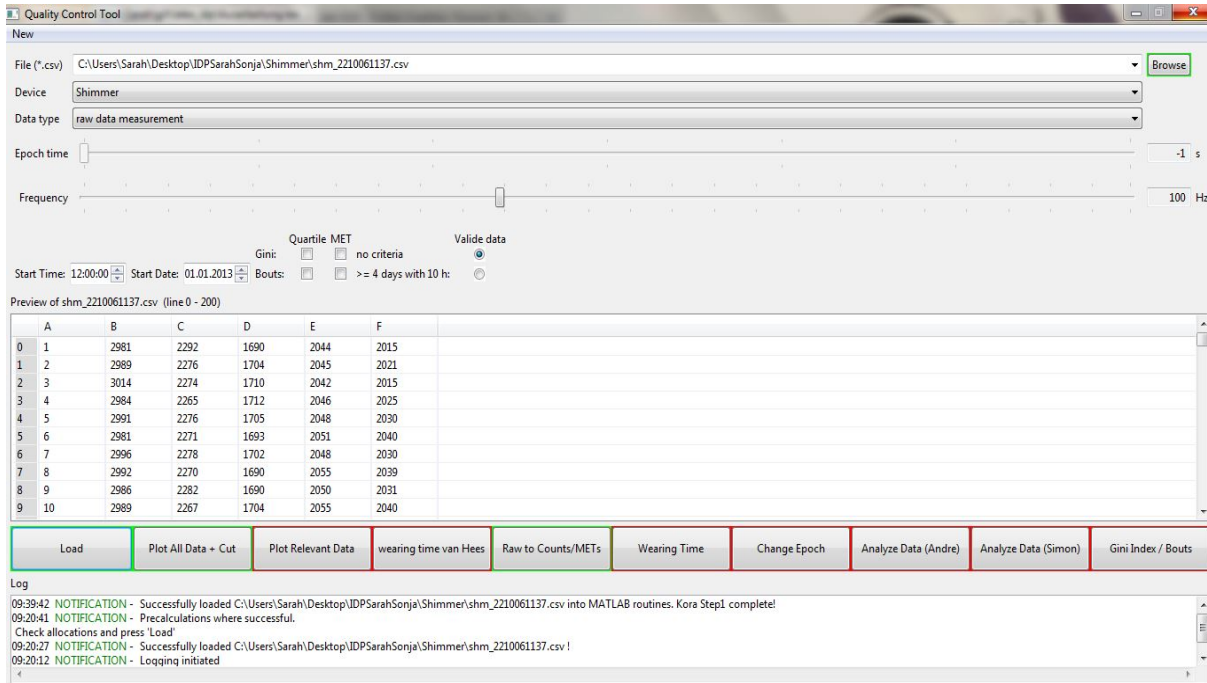 Quality Control Tool
New
File (*.csv) C:\Users\Sarah\Desktop\IDPSarahSonja\Shimmer\shm_2210061137.csv Browse
Device Shimmer
Data type raw data measurement
Epoch time -1 s
Frequency 100 Hz
Quartile MET Valide data
Gini: no criteria
Start Time: 12:00:00 Start Date: 01.01.2013 Bouts: >= 4 days with 10 h:
Preview of shm_2210061137.csv (line 0 - 200)
A B C D E F
0 1 2981 2292 1690 2044 2015
1 2 2989 2276 1704 2045 2021
2 3 3014 2274 1710 2042 2015
3 4 2984 2265 1712 2046 2025
4 5 2991 2276 1705 2048 2030
5 6 2981 2271 1693 2051 2040
6 7 2996 2278 1702 2048 2030
7 8 2992 2270 1690 2055 2039
8 9 2986 2282 1690 2050 2031
9 10 2989 2267 1704 2055 2040
Load Plot All Data + Cut Plot Relevant Data wearing time van Hees Raw to Counts/METs Wearing Time Change Epoch Analyze Data (Andre) Analyze Data (Simon) Gini Index / Bouts
Log
09:39:42 NOTIFICATION - Successfully loaded C:\Users\Sarah\Desktop\IDPSarahSonja\Shimmer\shm_2210061137.csv into MATLAB routines. Kora Step1 complete!
09:20:41 NOTIFICATION - Precalculations where successful.
Check allocations and press 'Load'
09:20:27 NOTIFICATION - Successfully loaded C:\Users\Sarah\Desktop\IDPSarahSonja\Shimmer\shm_2210061137.csv !
09:20:12 NOTIFICATION - Logging initiated